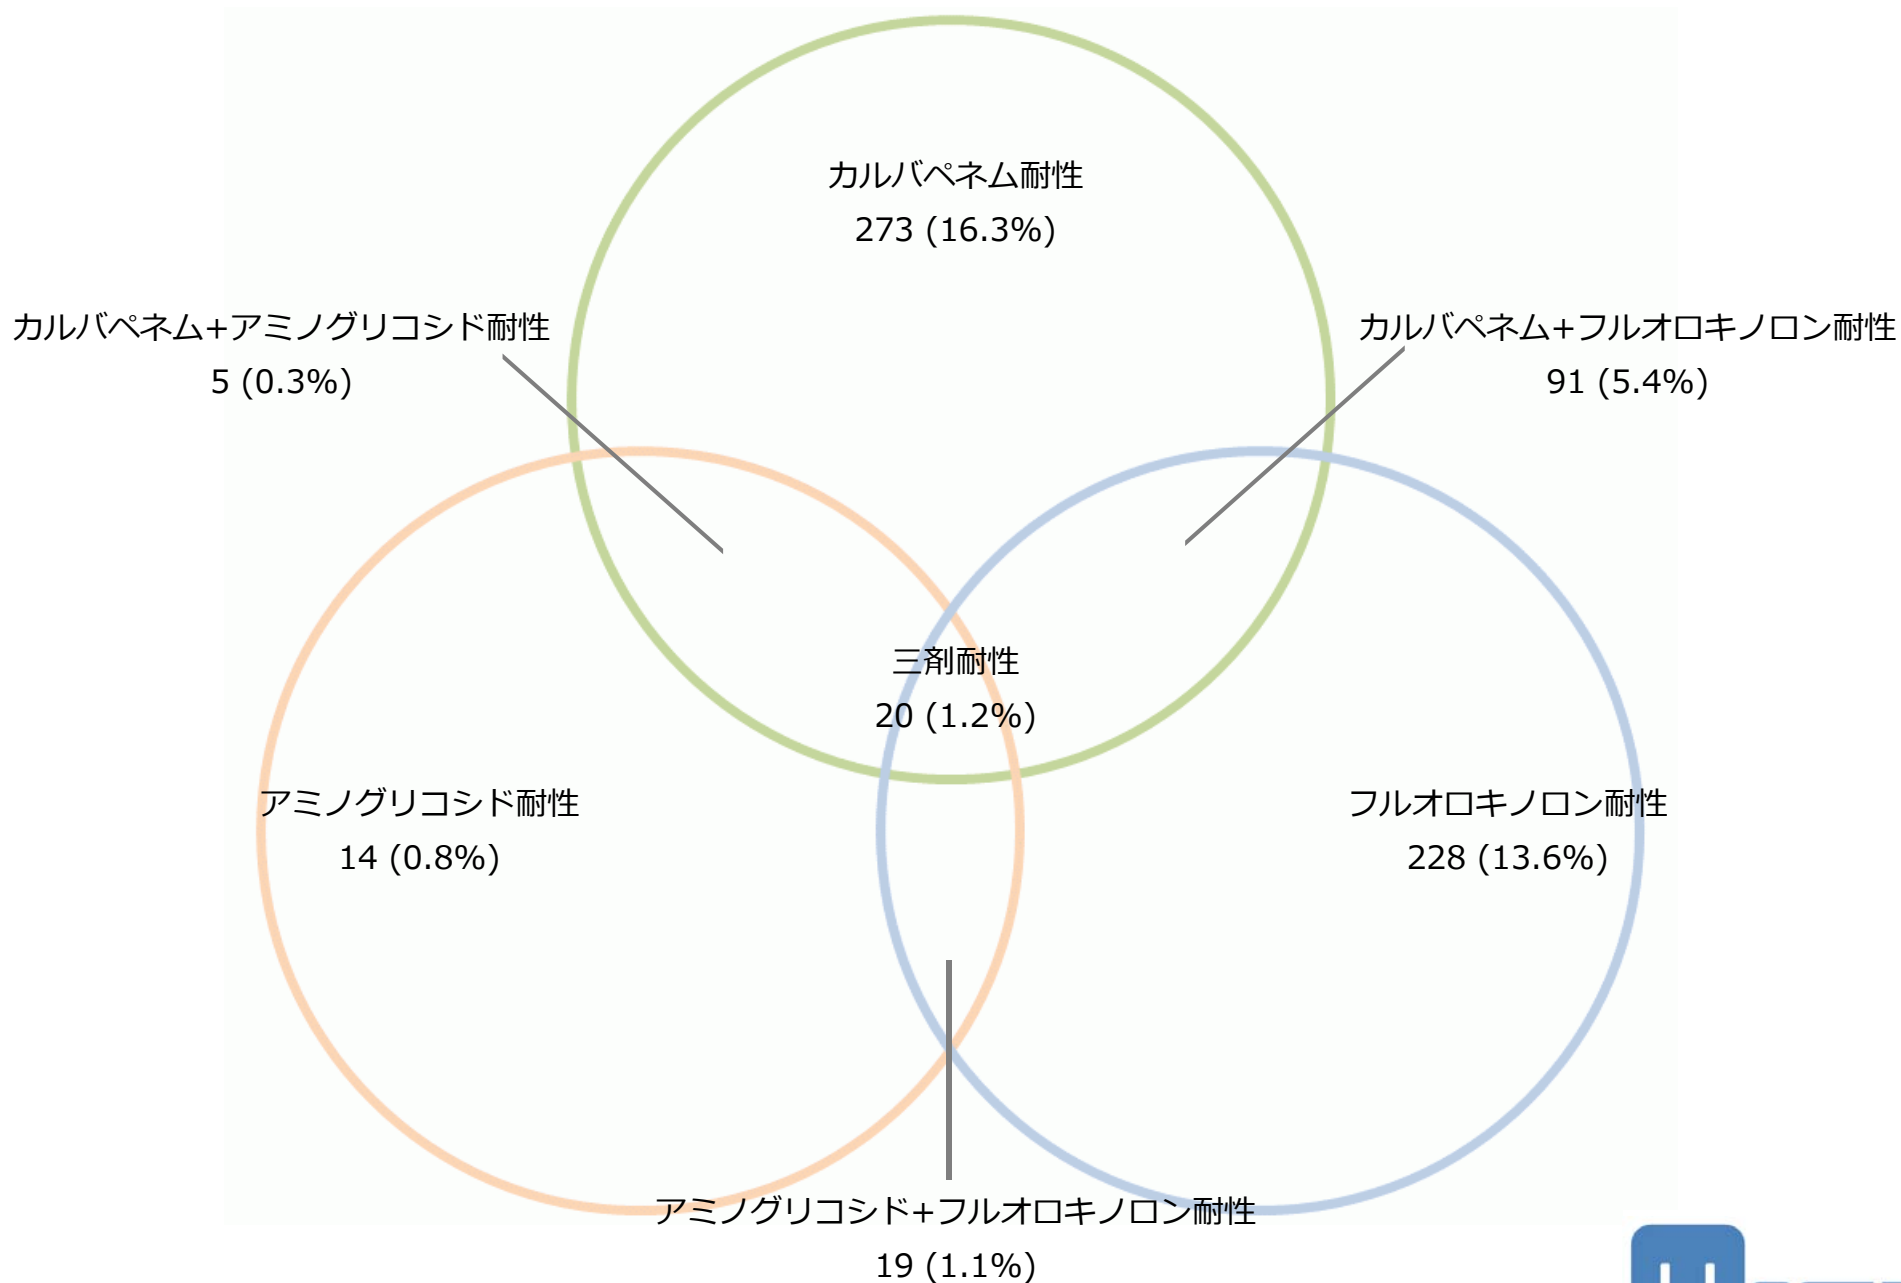 カルバペネム耐性
273 (16.3%)
カルバペネム+アミノグリコシド耐性
5 (0.3%)
カルバペネム+フルオロキノロン耐性
91 (5.4%)
三剤耐性
20 (1.2%)
アミノグリコシド耐性
14 (0.8%)
フルオロキノロン耐性
228 (13.6%)
アミノグリコシド+フルオロキノロン耐性
19 (1.1%)